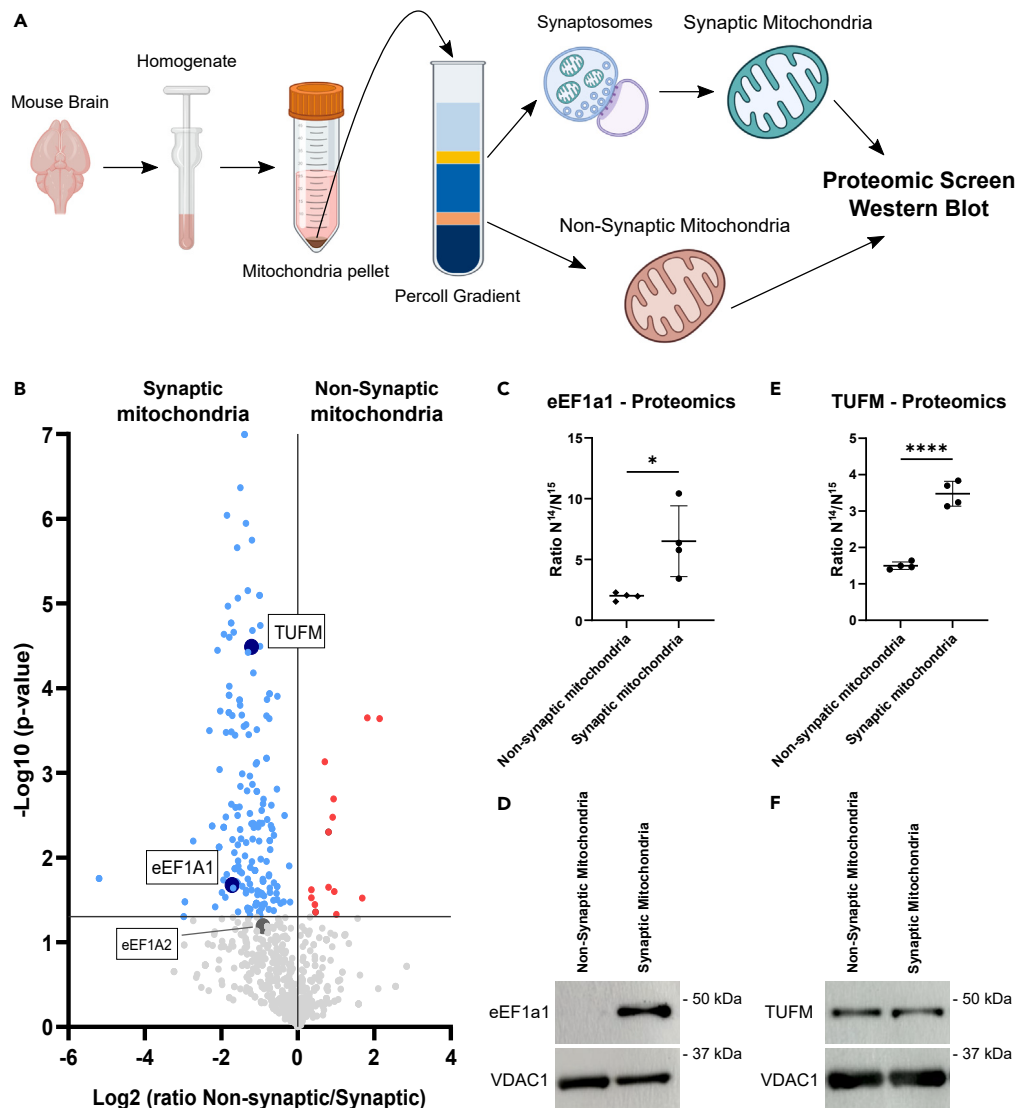 A
Mouse Brain
Homogenate
Mitochondria pellet
Percoll Gradient
Synaptosomes
Synaptic Mitochondria
Non-Synaptic Mitochondria
Proteomic Screen
Western Blot
B
Synaptic
mitochondria
Non-Synaptic
mitochondria
-Log10 (p-value)
7
6
5
4
3
2
1
0
TUFM
eEF1A1
eEF1A2
-6
-4
-2
0
2
4
Log2 (ratio Non-synaptic/Synaptic)
C
eEF1a1 - Proteomics
Ratio N14/N15
15
10
5
0
*
Non-synaptic mitochondria
Synaptic mitochondria
E
TUFM - Proteomics
Ratio N14/N15
5
4
3
2
1
0
****
Non-synpatic mitochondria
Synaptic mitochondria
D
Non-Synaptic Mitochondria
Synaptic Mitochondria
eEF1a1
- 50 kDa
- 37 kDa
VDAC1
F
Non-Synaptic Mitochondria
Synaptic Mitochondria
TUFM
- 50 kDa
- 37 kDa
VDAC1